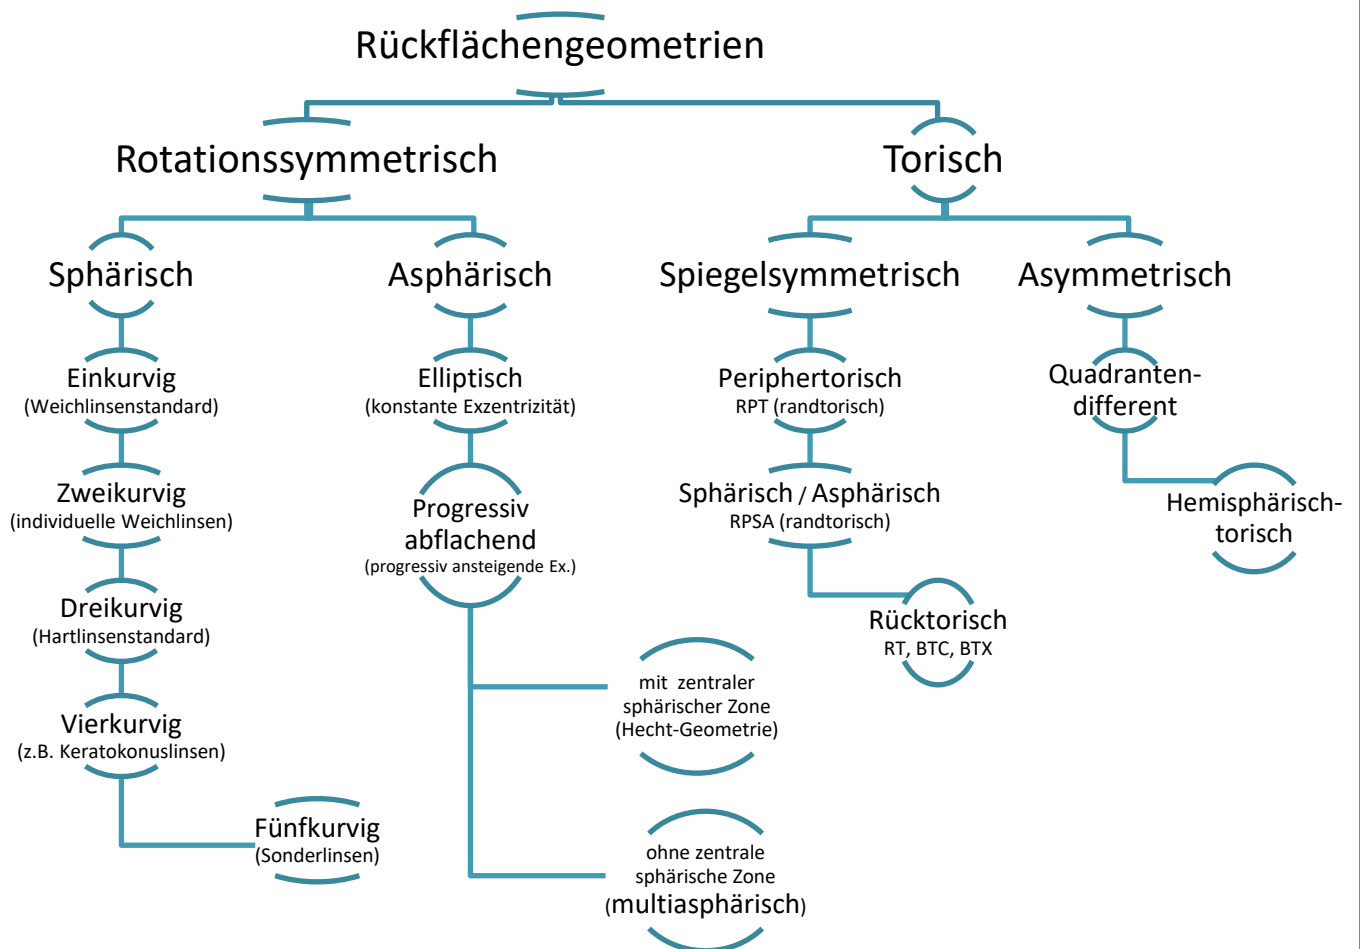 Rückflächengeometrien
Rotationssymmetrisch
Torisch
Sphärisch
Asphärisch
Spiegelsymmetrisch
Asymmetrisch
Einkurvig
(Weichlinsenstandard)
Elliptisch
(konstante Exzentrizität)
Periphertorisch
RPT (randtorisch)
Quadranten-
different
Zweikurvig
(individuelle Weichlinsen)
Progressiv
abflachend
(progressiv ansteigende Ex.)
Sphärisch / Asphärisch
RPSA (randtorisch)
Hemisphärisch-
torisch
Dreikurvig
(Hartlinsenstandard)
Rücktorisch
RT, BTC, BTX
Vierkurvig
(z.B. Keratokonuslinsen)
mit zentraler
sphärischer Zone
(Hecht-Geometrie)
Fünfkurvig
(Sonderlinsen)
ohne zentrale
sphärische Zone
(multiasphärisch)